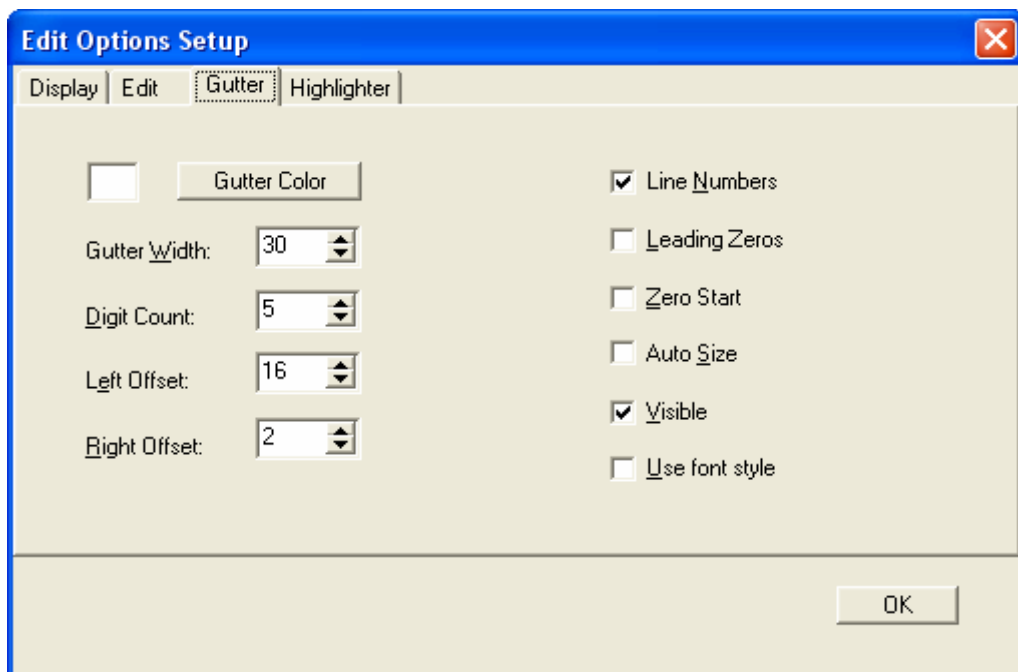 Edit Options Setup
Display Edit Gutter Highlighter
Gutter Color
Gutter Width: 30
Digit Count: 5
Left Offset: 16
Right Offset: 2
Line Numbers
Leading Zeros
Zero Start
Auto Size
Visible
Use font style
OK